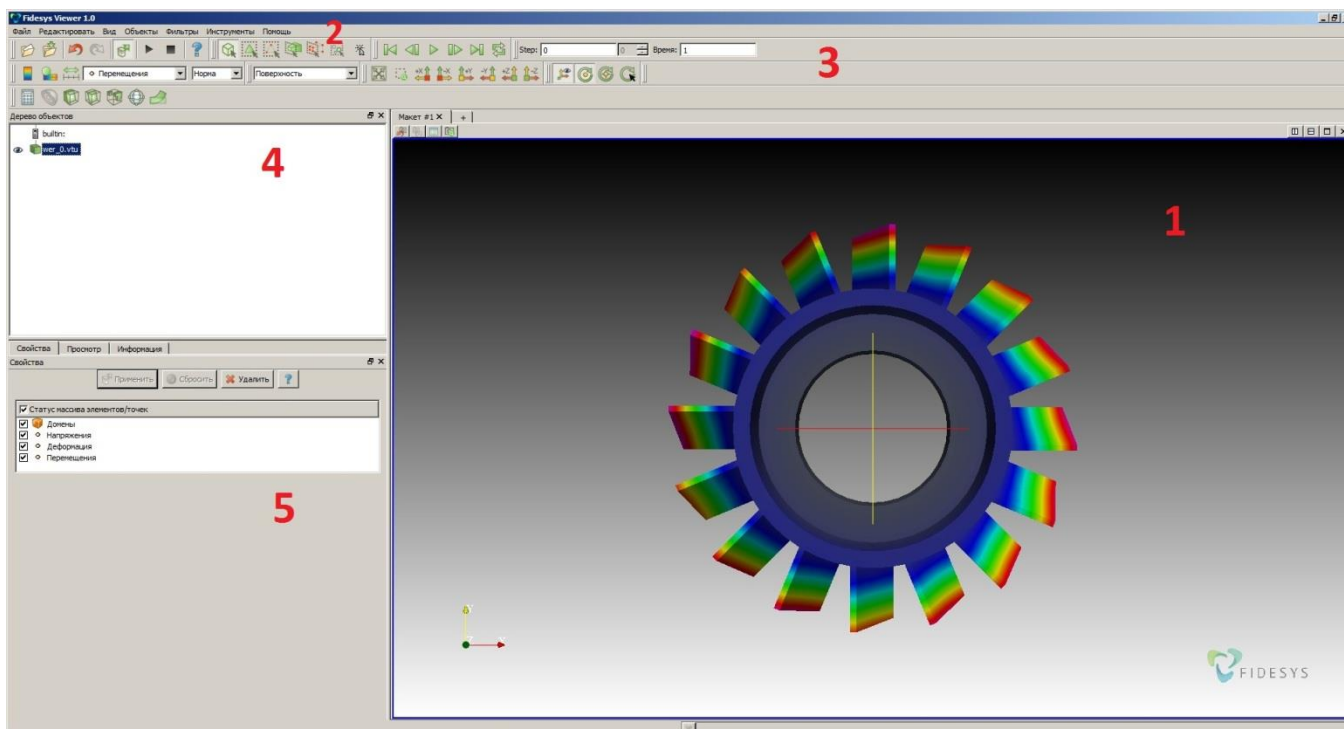 Fidesys Viewer 1.0
Файл Редактировать Вид Объекты Фильтры Инструменты Помощь
2
Step: 0 0 Время: 1
3
Перемещения Норма Поверхность
+X -X +Y -Y +Z -Z
Дерево объектов
Макет #1 +
builtin:
wer_0.vtu
4
1
Свойства Просмотр Информация
Свойства
Применить Сбросить Удалить ?
Статус массива элементов/точек
Домены
Напряжения
Деформация
Перемещения
5
Y
FIDESYS